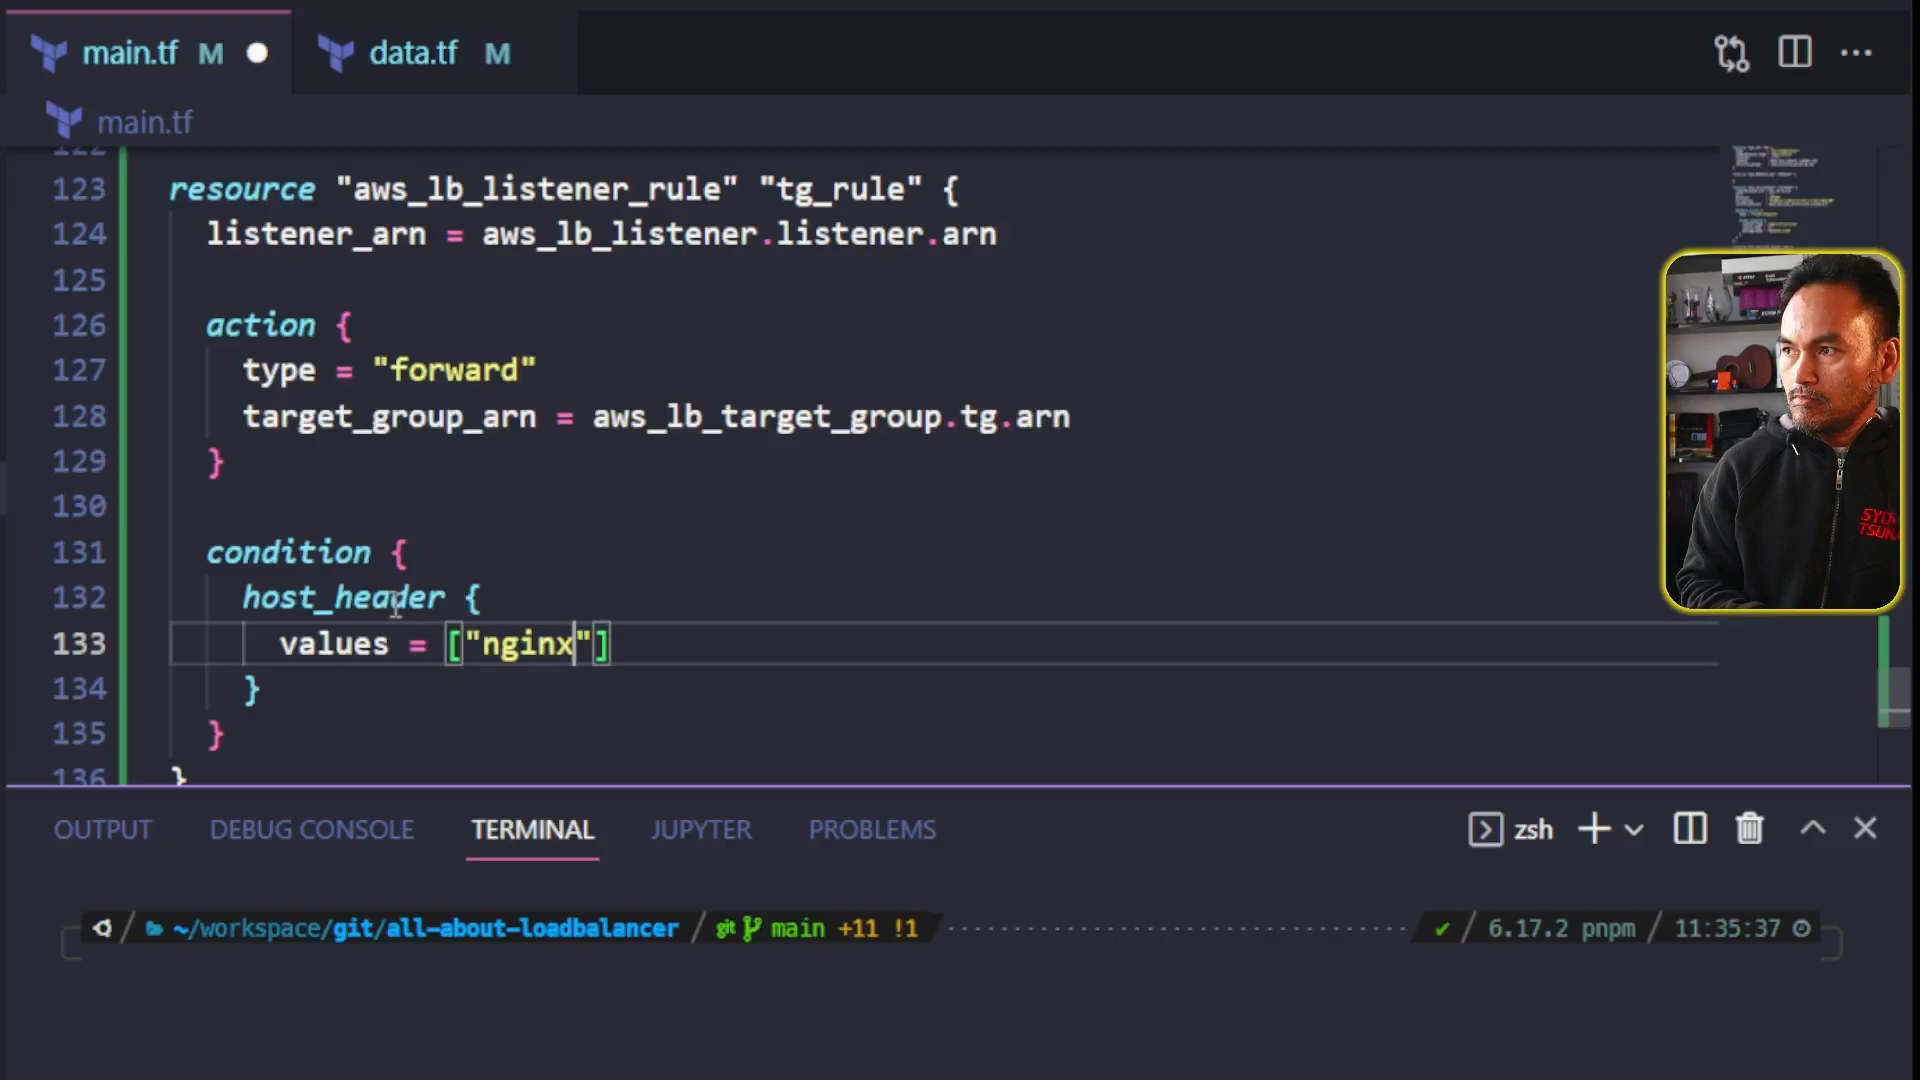 main.tf M
data.tf M
main.tf
122
123 resource "aws_lb_listener_rule" "tg_rule" {
124 listener_arn = aws_lb_listener.listener.arn
125
126 action {
127 type = "forward"
128 target_group_arn = aws_lb_target_group.tg.arn
129 }
130
131 condition {
132 host_header {
133 values = ["nginx"]
134 }
135 }
136 }
OUTPUT DEBUG CONSOLE TERMINAL JUPYTER PROBLEMS zsh
~/workspace/git/all-about-loadbalancer / git main +11 !1 ✔ / 6.17.2 pnpm / 11:35:37